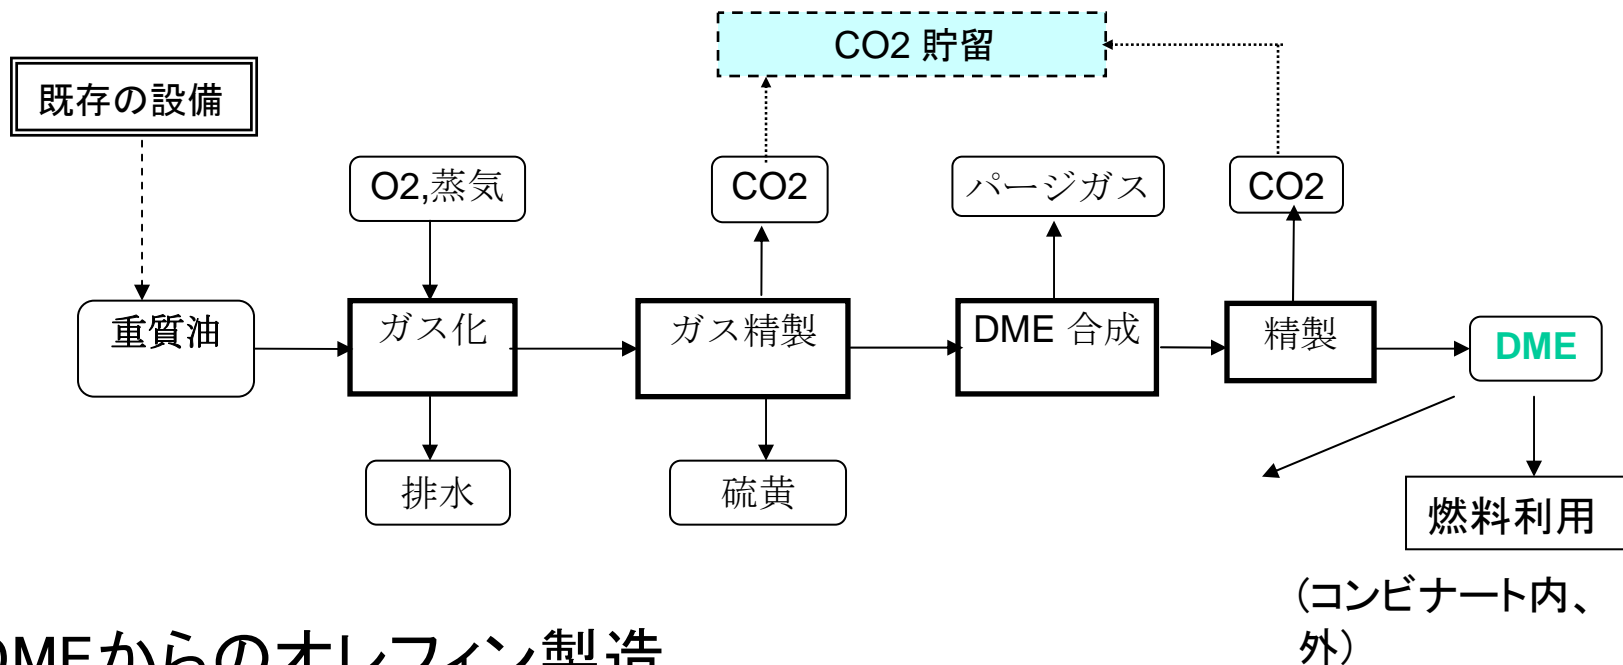 CO2 貯留
既存の設備
O2,蒸気
CO2
パージガス
CO2
重質油
ガス化
ガス精製
DME 合成
精製
DME
排水
硫黄
燃料利用
(コンビナート内、
外)
DMEからのオレフィン製造